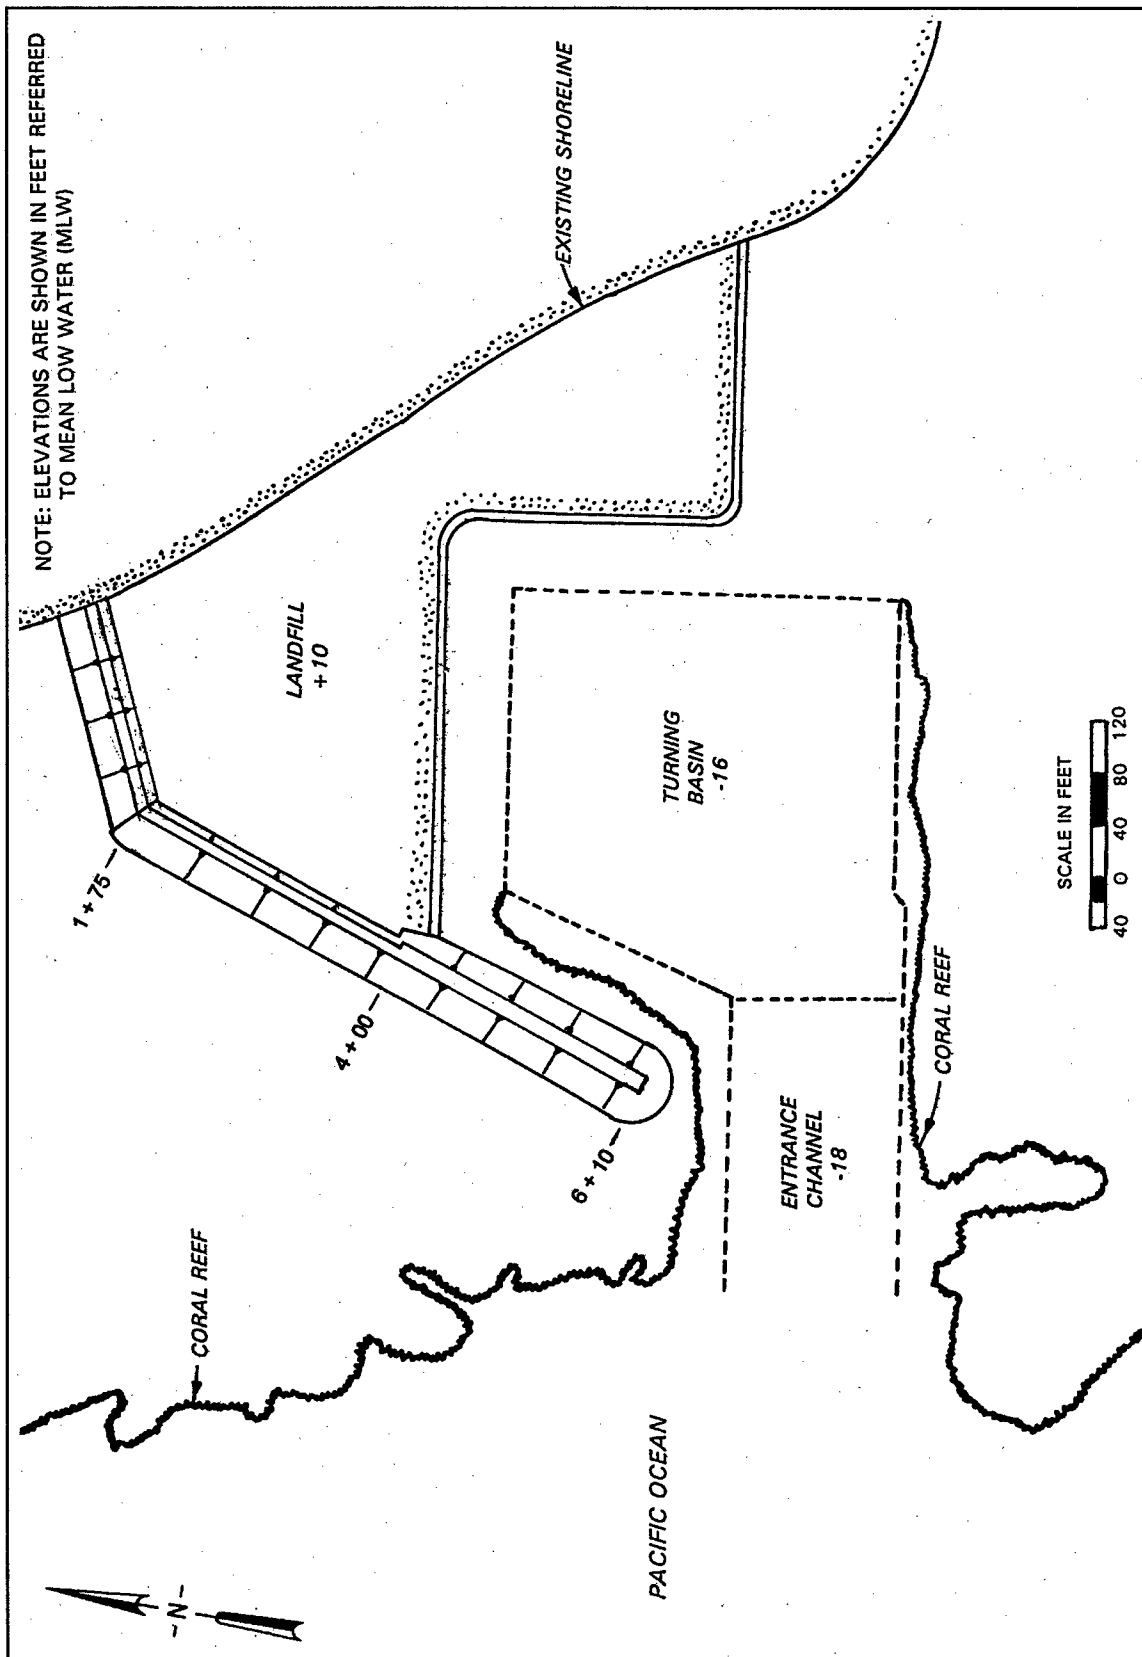 NOTE: ELEVATIONS ARE SHOWN IN FEET REFERRED
TO MEAN LOW WATER (MLW)
EXISTING SHORELINE
LANDFILL
+10
1+75
4+00
6+10
TURNING
BASIN
-16
ENTRANCE
CHANNEL
-18
CORAL REEF
CORAL REEF
PACIFIC OCEAN
-N-
SCALE IN FEET
40 0 40 80 120